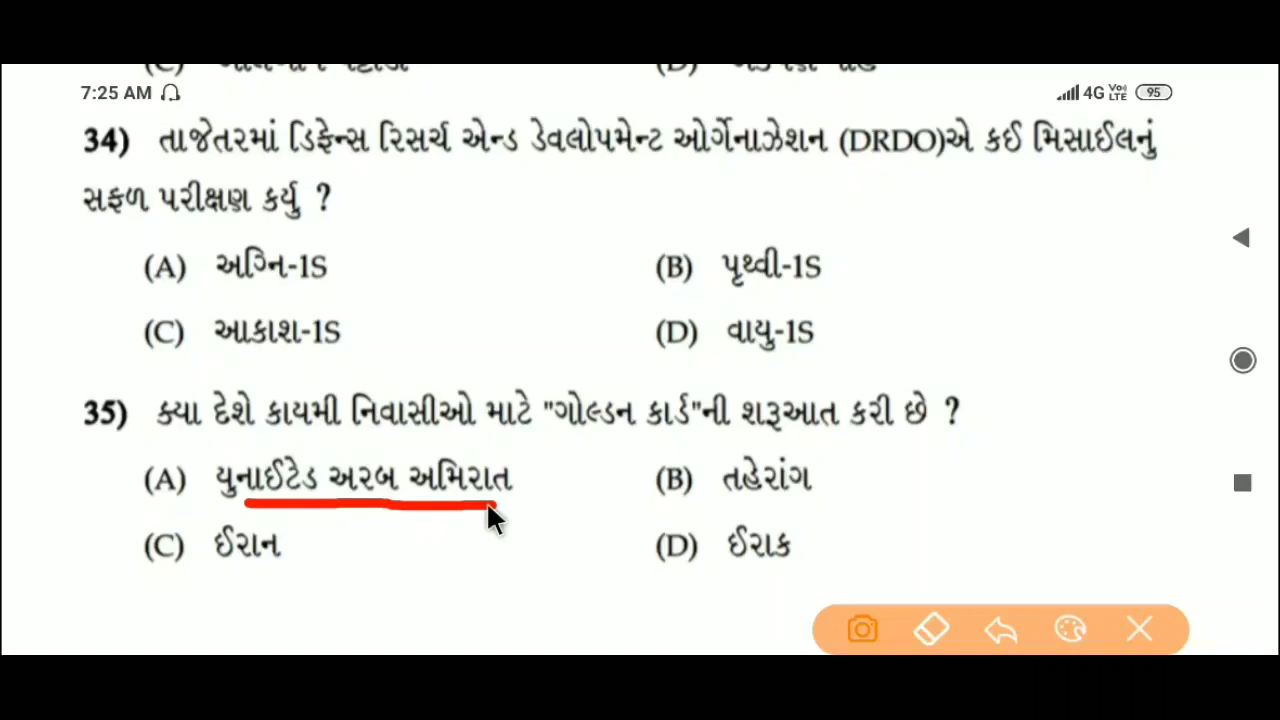 7:25 AM 4G Vo) LTE 95
34) તાજેતરમાં ડિફેન્સ રિસર્ચ એન્ડ ડેવલોપમેન્ટ ઓર્ગેનાઝેશન (DRDO)એ કઈ મિસાઈલનું
સફળ પરીક્ષણ કર્યુ ?
(A) અગ્નિ-1S (B) પૃથ્વી-1S
(C) આકાશ-1S (D) વાયુ-1S
35) ક્યા દેશે કાયમી નિવાસીઓ માટે "ગોલ્ડન કાર્ડ"ની શરૂઆત કરી છે ?
(A) યુનાઈટેડ અરબ અમિરાત (B) તહેરાંગ
(C) ઈરાન (D) ઈરાક